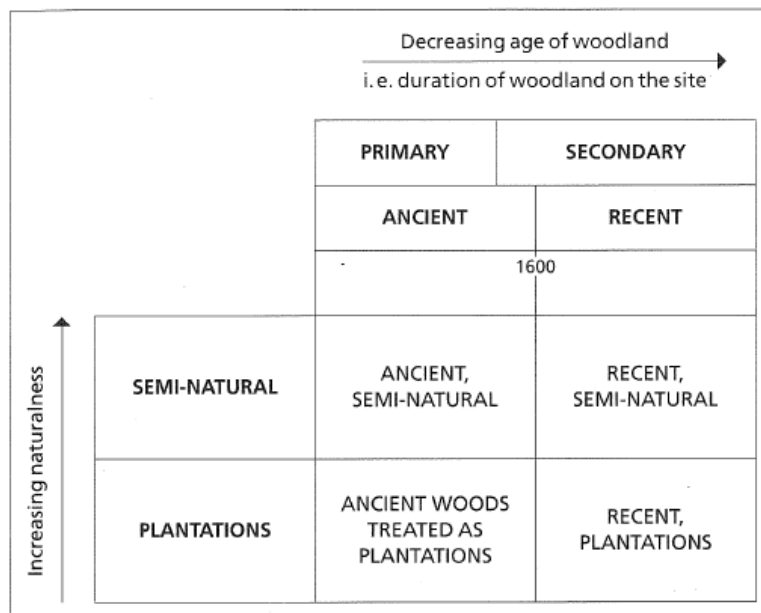 Decreasing age of woodland
i.e. duration of woodland on the site
PRIMARY
SECONDARY
ANCIENT
RECENT
1600
Increasing naturalness
SEMI-NATURAL
ANCIENT,
SEMI-NATURAL
RECENT,
SEMI-NATURAL
PLANTATIONS
ANCIENT WOODS
TREATED AS
PLANTATIONS
RECENT,
PLANTATIONS